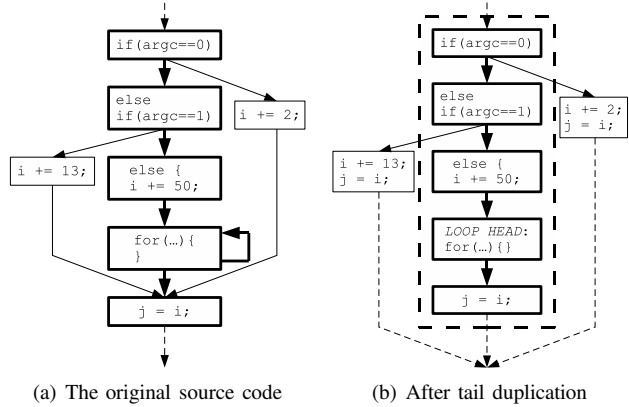 if(argc==0)
else
if(argc==1)
i += 2;
i += 13;
else {
i += 50;
for(…){
}
j = i;
(a) The original source code
if(argc==0)
else
if(argc==1)
i += 2;
j = i;
i += 13;
j = i;
else {
i += 50;
LOOP HEAD:
for(…){}
j = i;
(b) After tail duplication